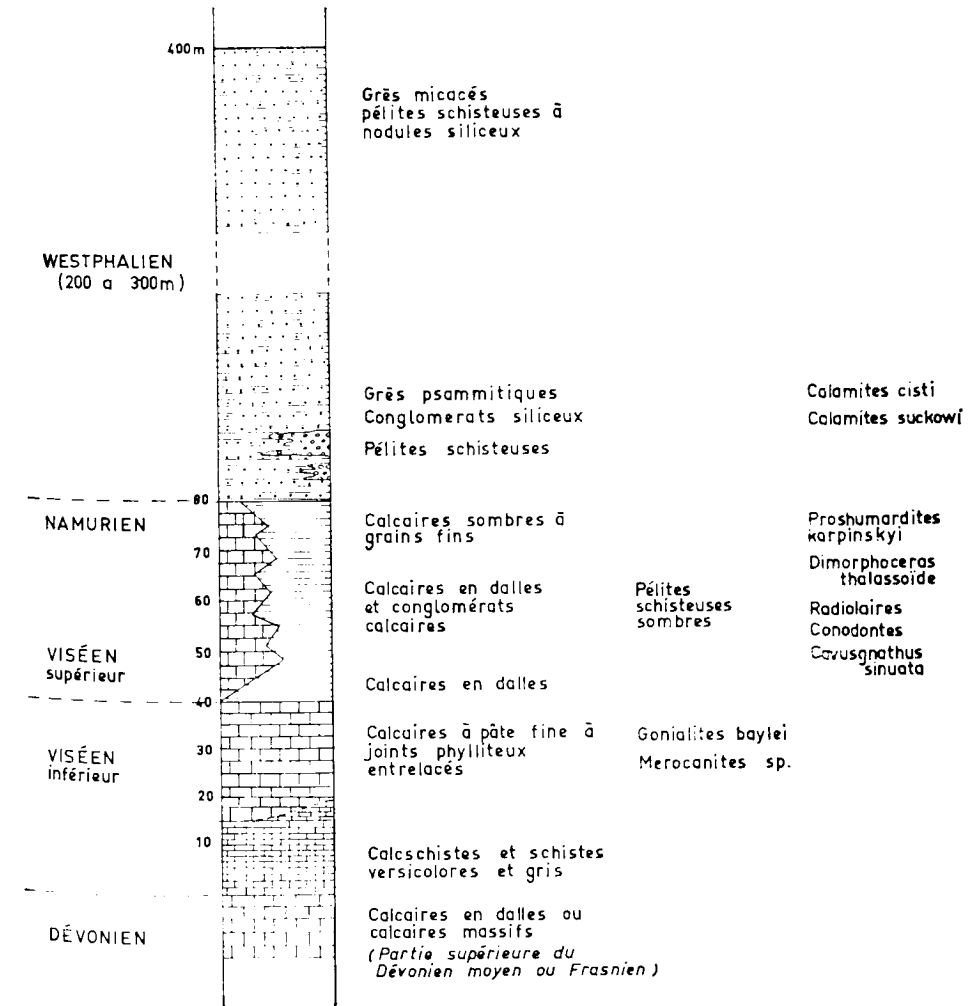 400m
Grès micacés
pélites schisteuses à
nodules siliceux
WESTPHALIEN
(200 a 300m)
Grès psammitiques
Calamites cisti
Conglomerats siliceux
Calamites suckowi
Pélites schisteuses
80
NAMURIEN
Calcaires sombres à
grains fins
Proshumardites
karpinskyi
70
Dimorphoceras
thalassoïde
60
Calcaires en dalles
et conglomérats
calcaires
Pélites
schisteuses
sombres
Radiolaires
Conodontes
50
VISÉEN
supérieur
Cavusgnathus
sinuata
Calcaires en dalles
40
VISÉEN
inférieur
30
Calcaires à pâte fine à
joints phylliteux
entrelacés
Gonialites baylei
Merocanites sp.
20
10
Calcschistes et schistes
versicolores et gris
DÉVONIEN
Calcaires en dalles ou
calcaires massifs
(Partie supérieure du
Dévonien moyen ou Frasnien)